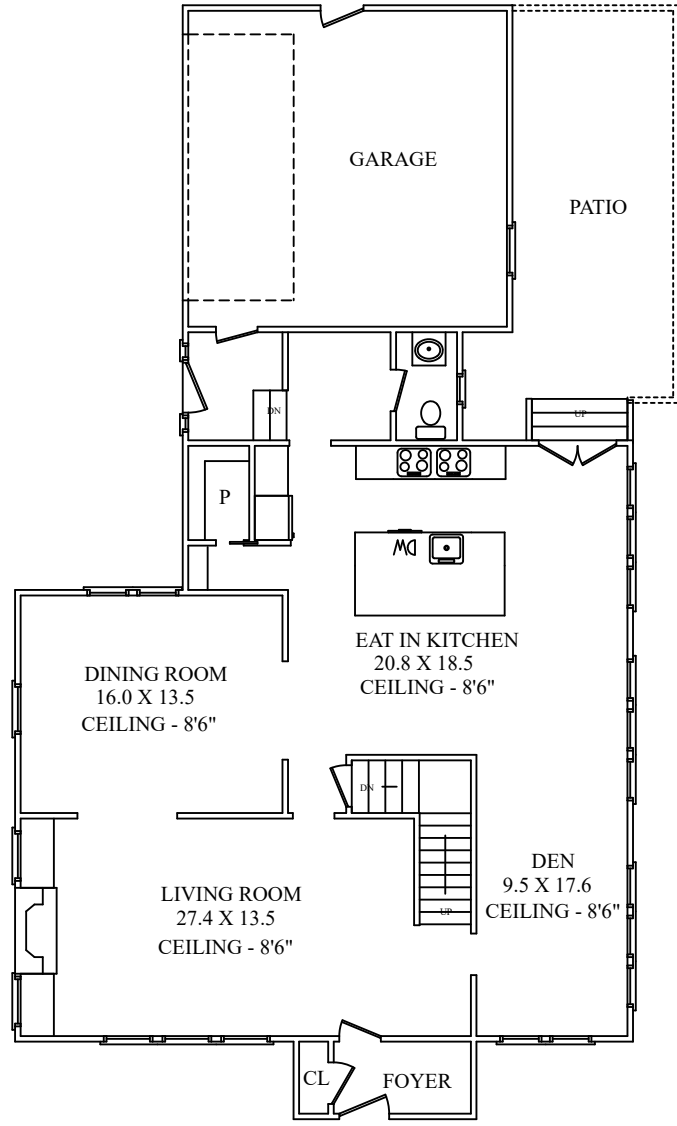 GARAGE
PATIO
DN
UP
P
DW
EAT IN KITCHEN
20.8 X 18.5
CEILING - 8'6"
DINING ROOM
16.0 X 13.5
CEILING - 8'6"
DN
DEN
9.5 X 17.6
CEILING - 8'6"
LIVING ROOM
27.4 X 13.5
CEILING - 8'6"
UP
CL
FOYER